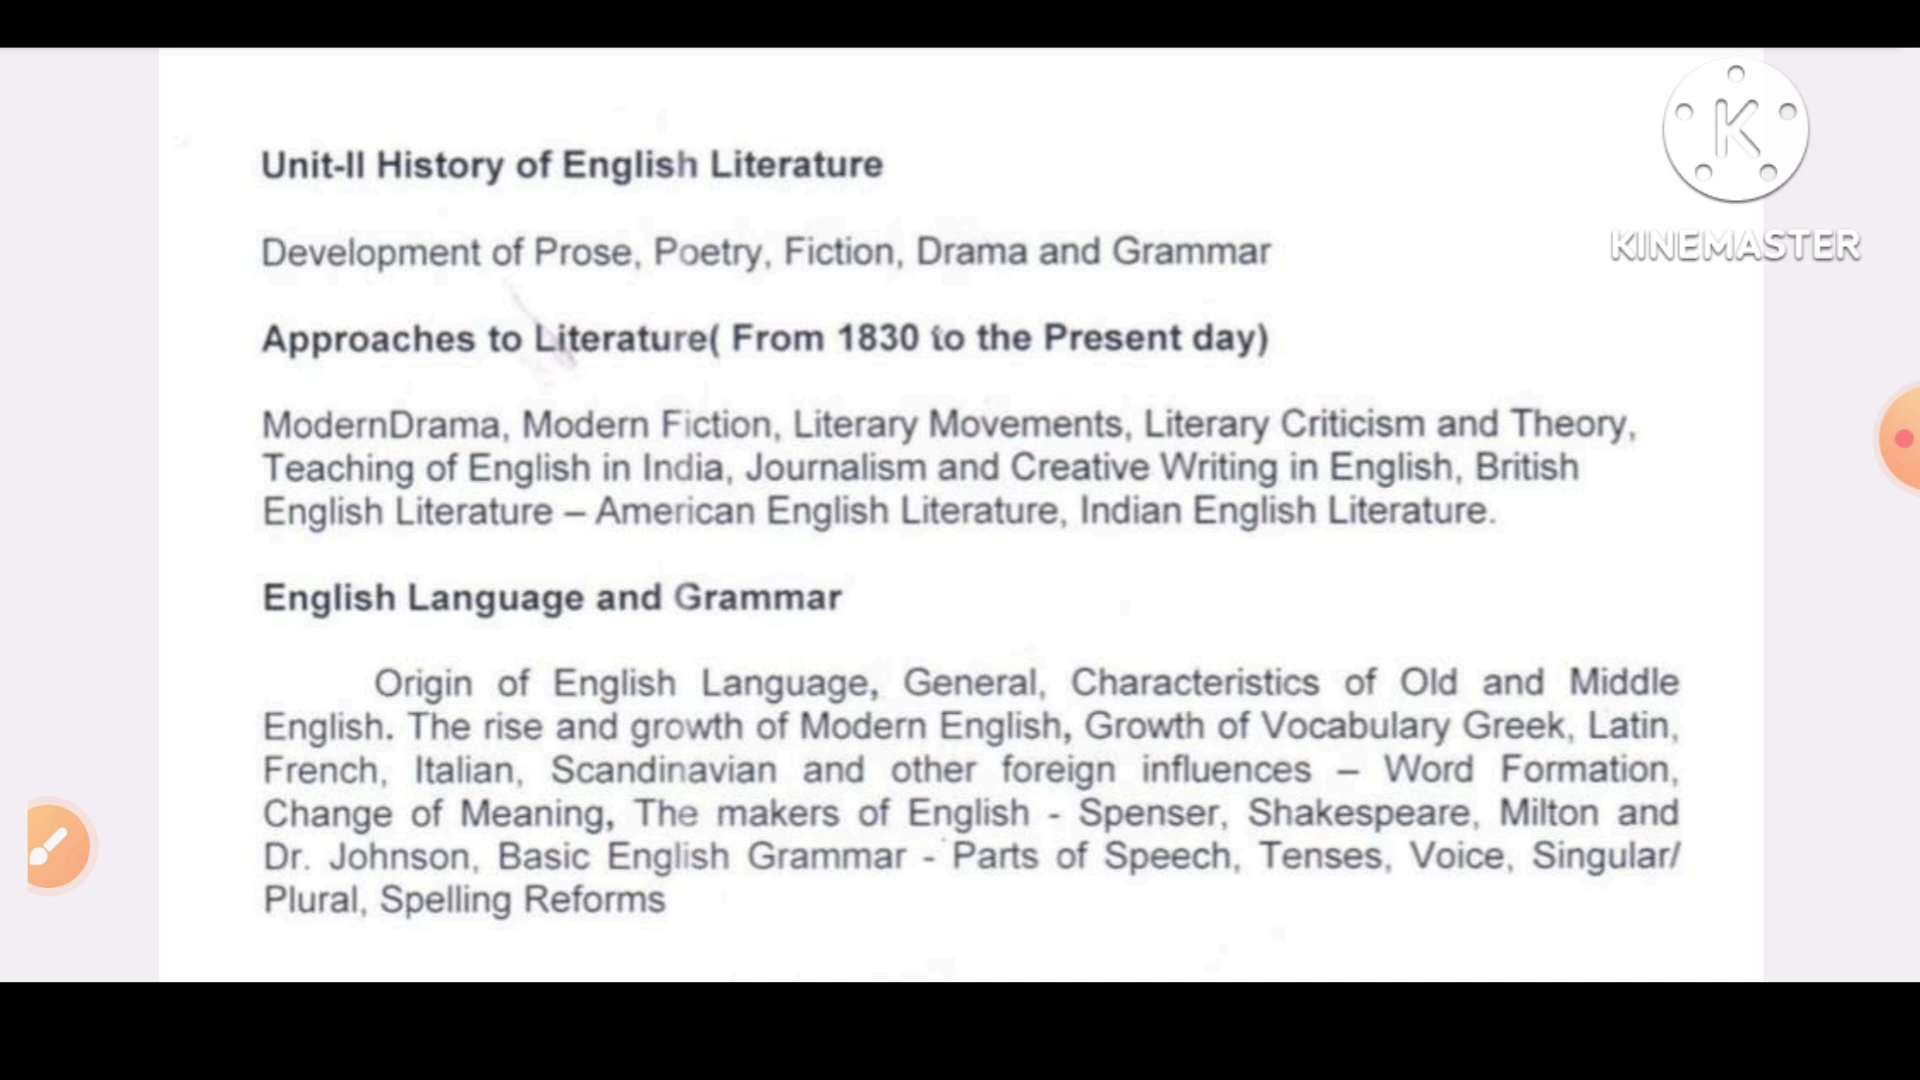 Unit-II History of English Literature
Development of Prose, Poetry, Fiction, Drama and Grammar
Approaches to Literature( From 1830 to the Present day)
ModernDrama, Modern Fiction, Literary Movements, Literary Criticism and Theory,
Teaching of English in India, Journalism and Creative Writing in English, British
English Literature – American English Literature, Indian English Literature.
English Language and Grammar
Origin of English Language, General, Characteristics of Old and Middle
English. The rise and growth of Modern English, Growth of Vocabulary Greek, Latin,
French, Italian, Scandinavian and other foreign influences – Word Formation,
Change of Meaning, The makers of English - Spenser, Shakespeare, Milton and
Dr. Johnson, Basic English Grammar - Parts of Speech, Tenses, Voice, Singular/
Plural, Spelling Reforms
K
KINEMASTER